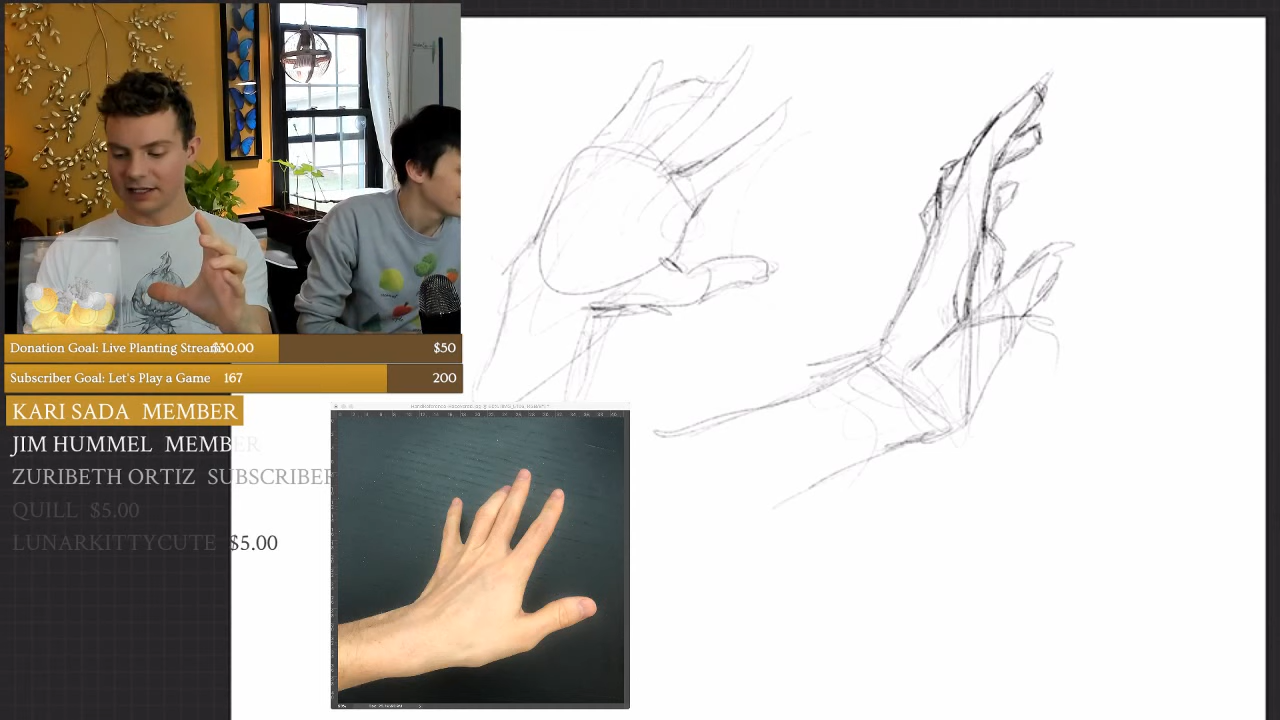 Donation Goal: Live Planting Stream $30.00 $50
Subscriber Goal: Let's Play a Game 167 200
KARI SADA MEMBER
JIM HUMMEL MEMBER
ZURIBETH ORTIZ SUBSCRIBER
QUILL $5.00
LUNARKITTYCUTE $5.00